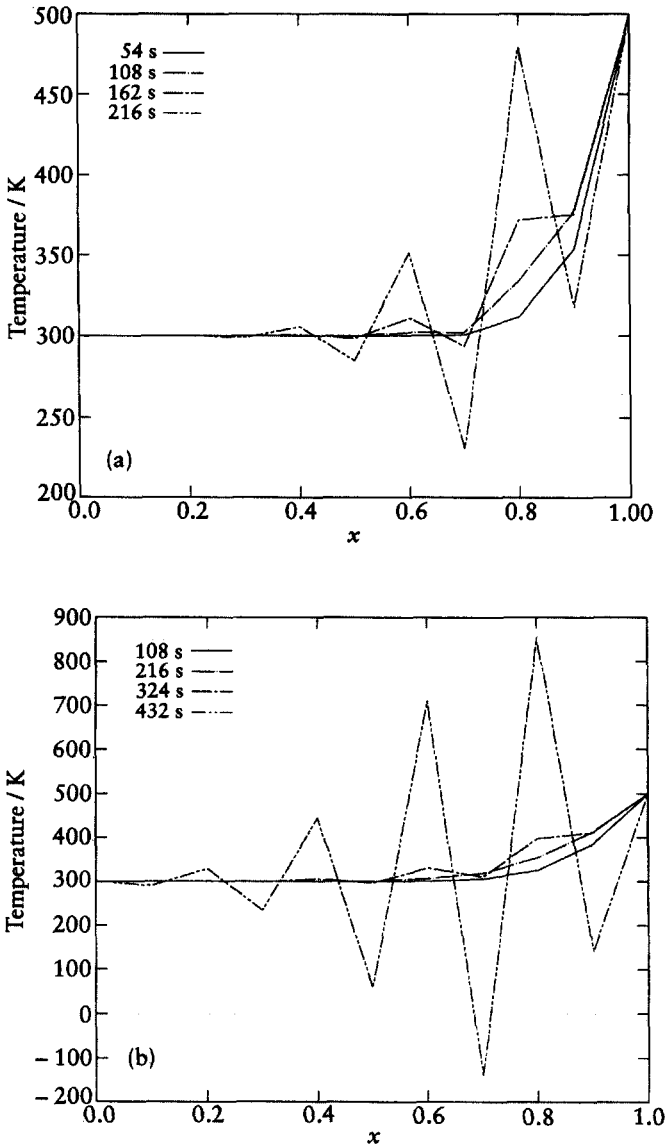 500
450
400
350
300
250
200
Temperature / K
54 s
108 s
162 s
216 s
(a)
0.0 0.2 0.4 0.6 0.8 1.00
x
900
800
700
600
500
400
300
200
100
0
− 100
− 200
Temperature / K
108 s
216 s
324 s
432 s
(b)
0.0 0.2 0.4 0.6 0.8 1.0
x